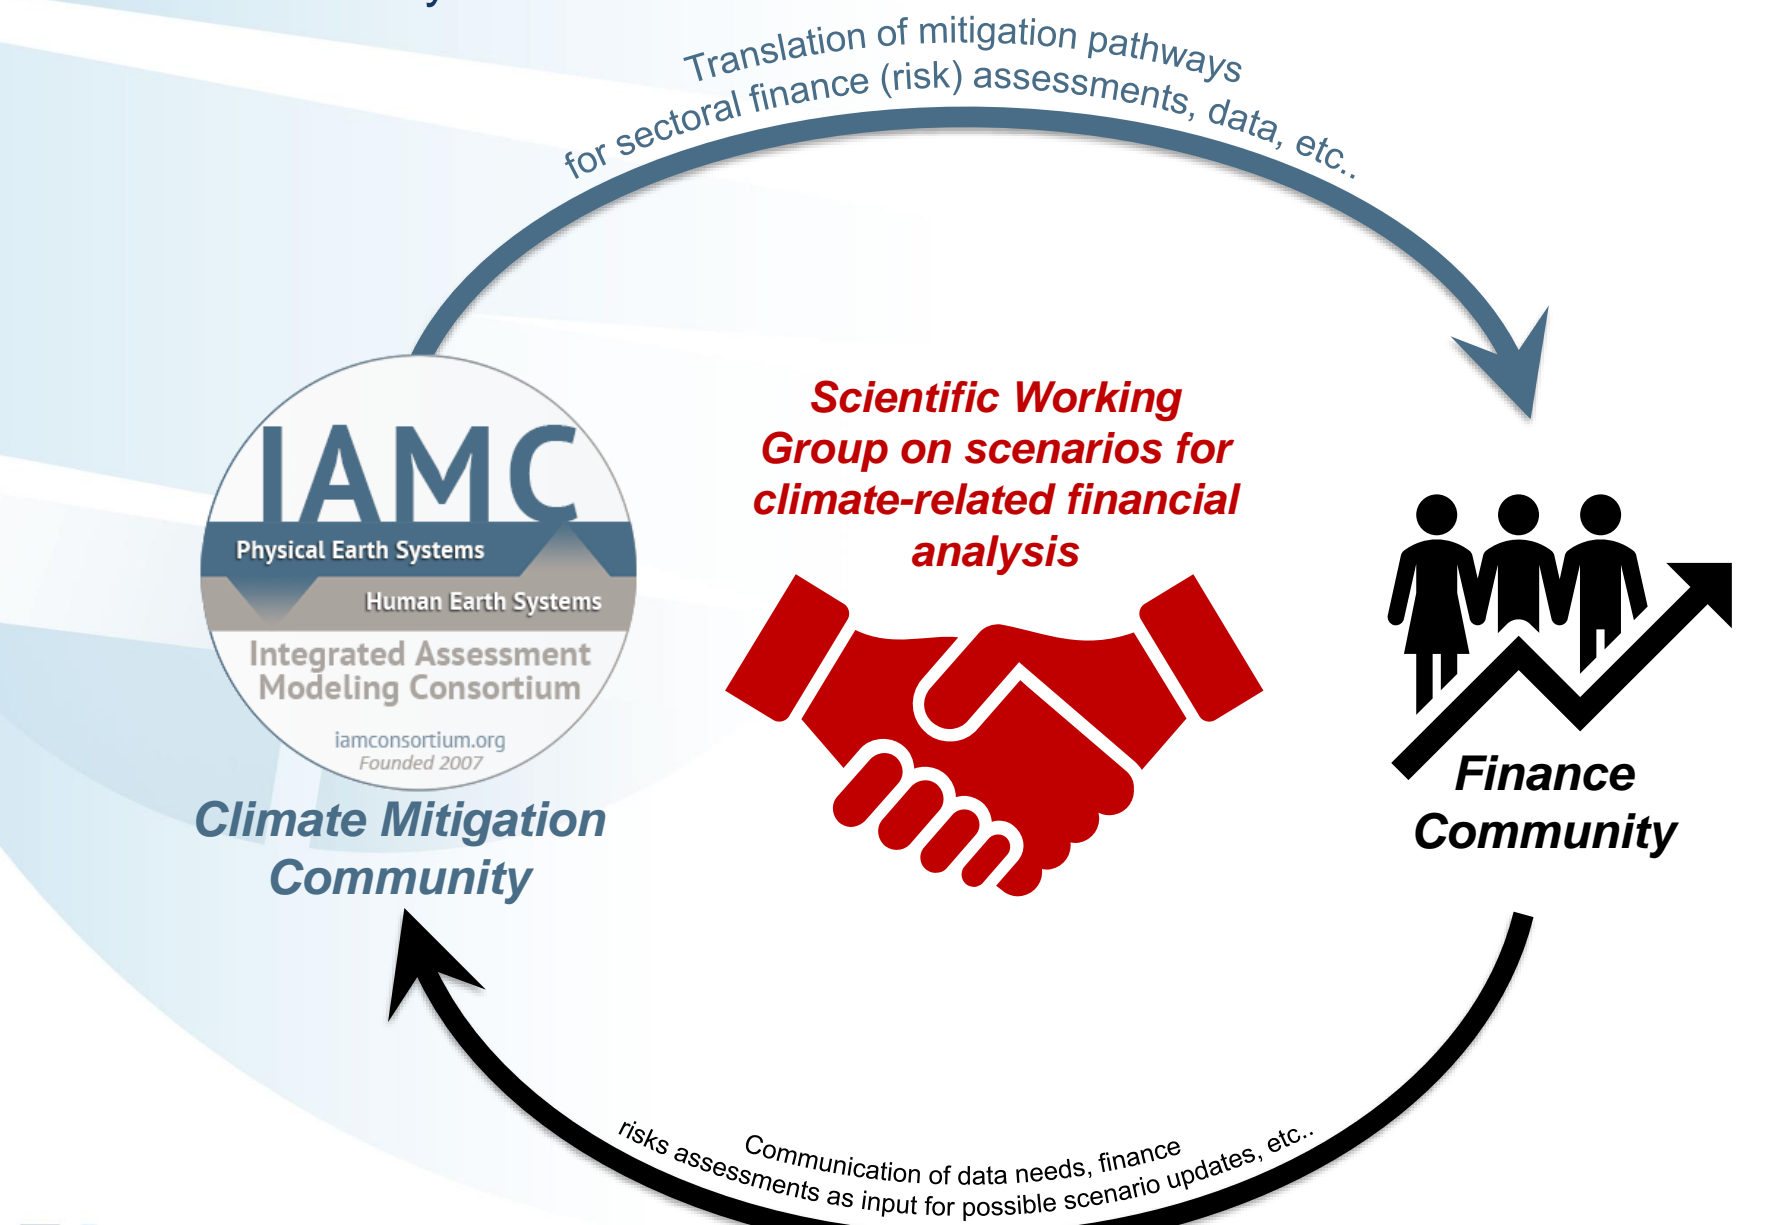 Translation of mitigation pathways
for sectoral finance (risk) assessments, data, etc..
Scientific Working
Group on scenarios for
climate-related financial
analysis
IAMC
Physical Earth Systems
Human Earth Systems
Integrated Assessment
Modeling Consortium
iamconsortium.org
Founded 2007
Climate Mitigation
Community
Finance
Community
Communication of data needs, finance
risks assessments as input for possible scenario updates, etc..